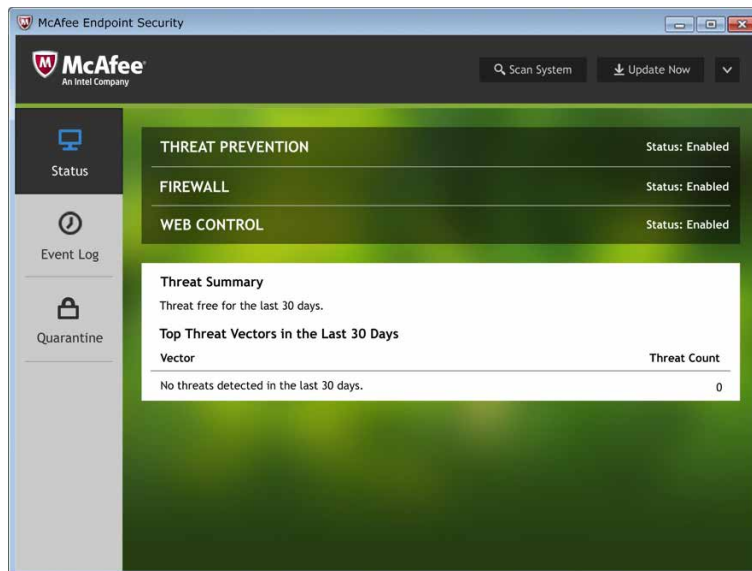 McAfee Endpoint Security
McAfee
An Intel Company
Scan System
Update Now
Status
Event Log
Quarantine
THREAT PREVENTION Status: Enabled
FIREWALL Status: Enabled
WEB CONTROL Status: Enabled
Threat Summary
Threat free for the last 30 days.
Top Threat Vectors in the Last 30 Days
Vector Threat Count
No threats detected in the last 30 days. 0